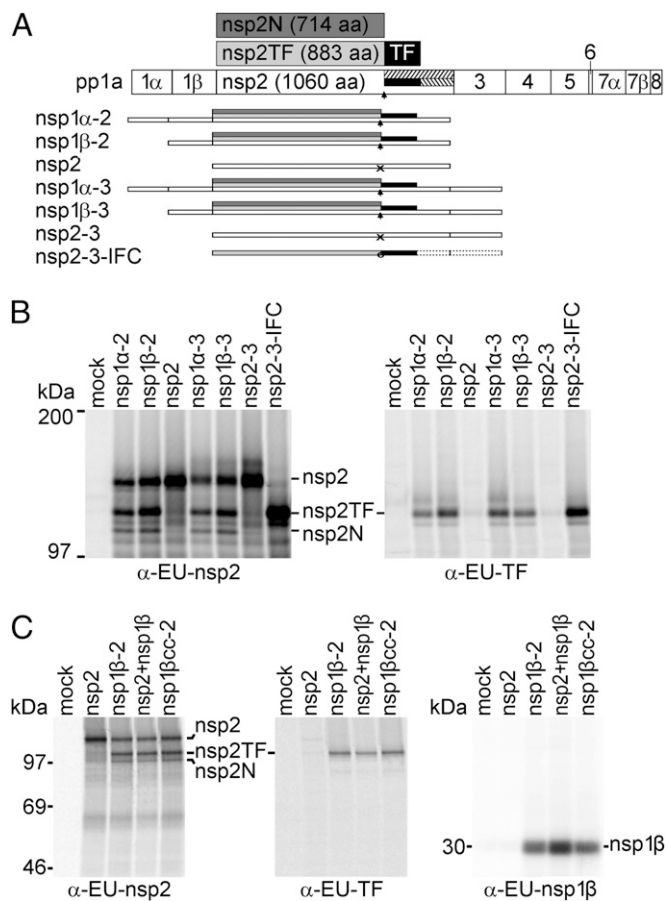 A
nsp2N (714 aa)
nsp2TF (883 aa) TF
6
pp1a 1α 1β nsp2 (1060 aa) 3 4 5 7α 7β 8
nsp1α-2
nsp1β-2
nsp2
nsp1α-3
nsp1β-3
nsp2-3
nsp2-3-IFC
B
kDa mock nsp1α-2 nsp1β-2 nsp2 nsp1α-3 nsp1β-3 nsp2-3 nsp2-3-IFC
mock nsp1α-2 nsp1β-2 nsp2 nsp1α-3 nsp1β-3 nsp2-3 nsp2-3-IFC
200
nsp2
nsp2TF
nsp2N
97
α-EU-nsp2 α-EU-TF
C
kDa mock nsp2 nsp1β-2 nsp2+nsp1β nsp1βcc-2
mock nsp2 nsp1β-2 nsp2+nsp1β nsp1βcc-2
kDa mock nsp2 nsp1β-2 nsp2+nsp1β nsp1βcc-2
nsp2
97 nsp2TF
nsp2N
69
30 nsp1β
46
α-EU-nsp2 α-EU-TF α-EU-nsp1β